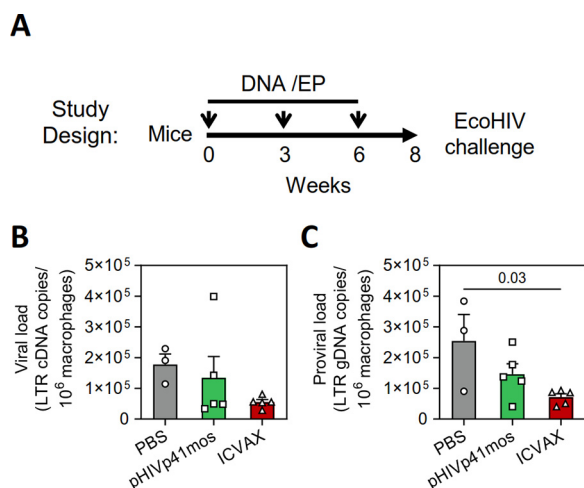 A
Study
Design:
Mice
DNA /EP
0 3 6 8
Weeks
EcoHIV
challenge
B
Viral load
(LTR cDNA copies/
10⁶ macrophages)
5×10⁵
4×10⁵
3×10⁵
2×10⁵
1×10⁵
0
PBS
pHIVp41mos
ICVAX
C
Proviral load
(LTR gDNA copies/
10⁶ macrophages)
5×10⁵
4×10⁵
3×10⁵
2×10⁵
1×10⁵
0
0.03
PBS
pHIVp41mos
ICVAX